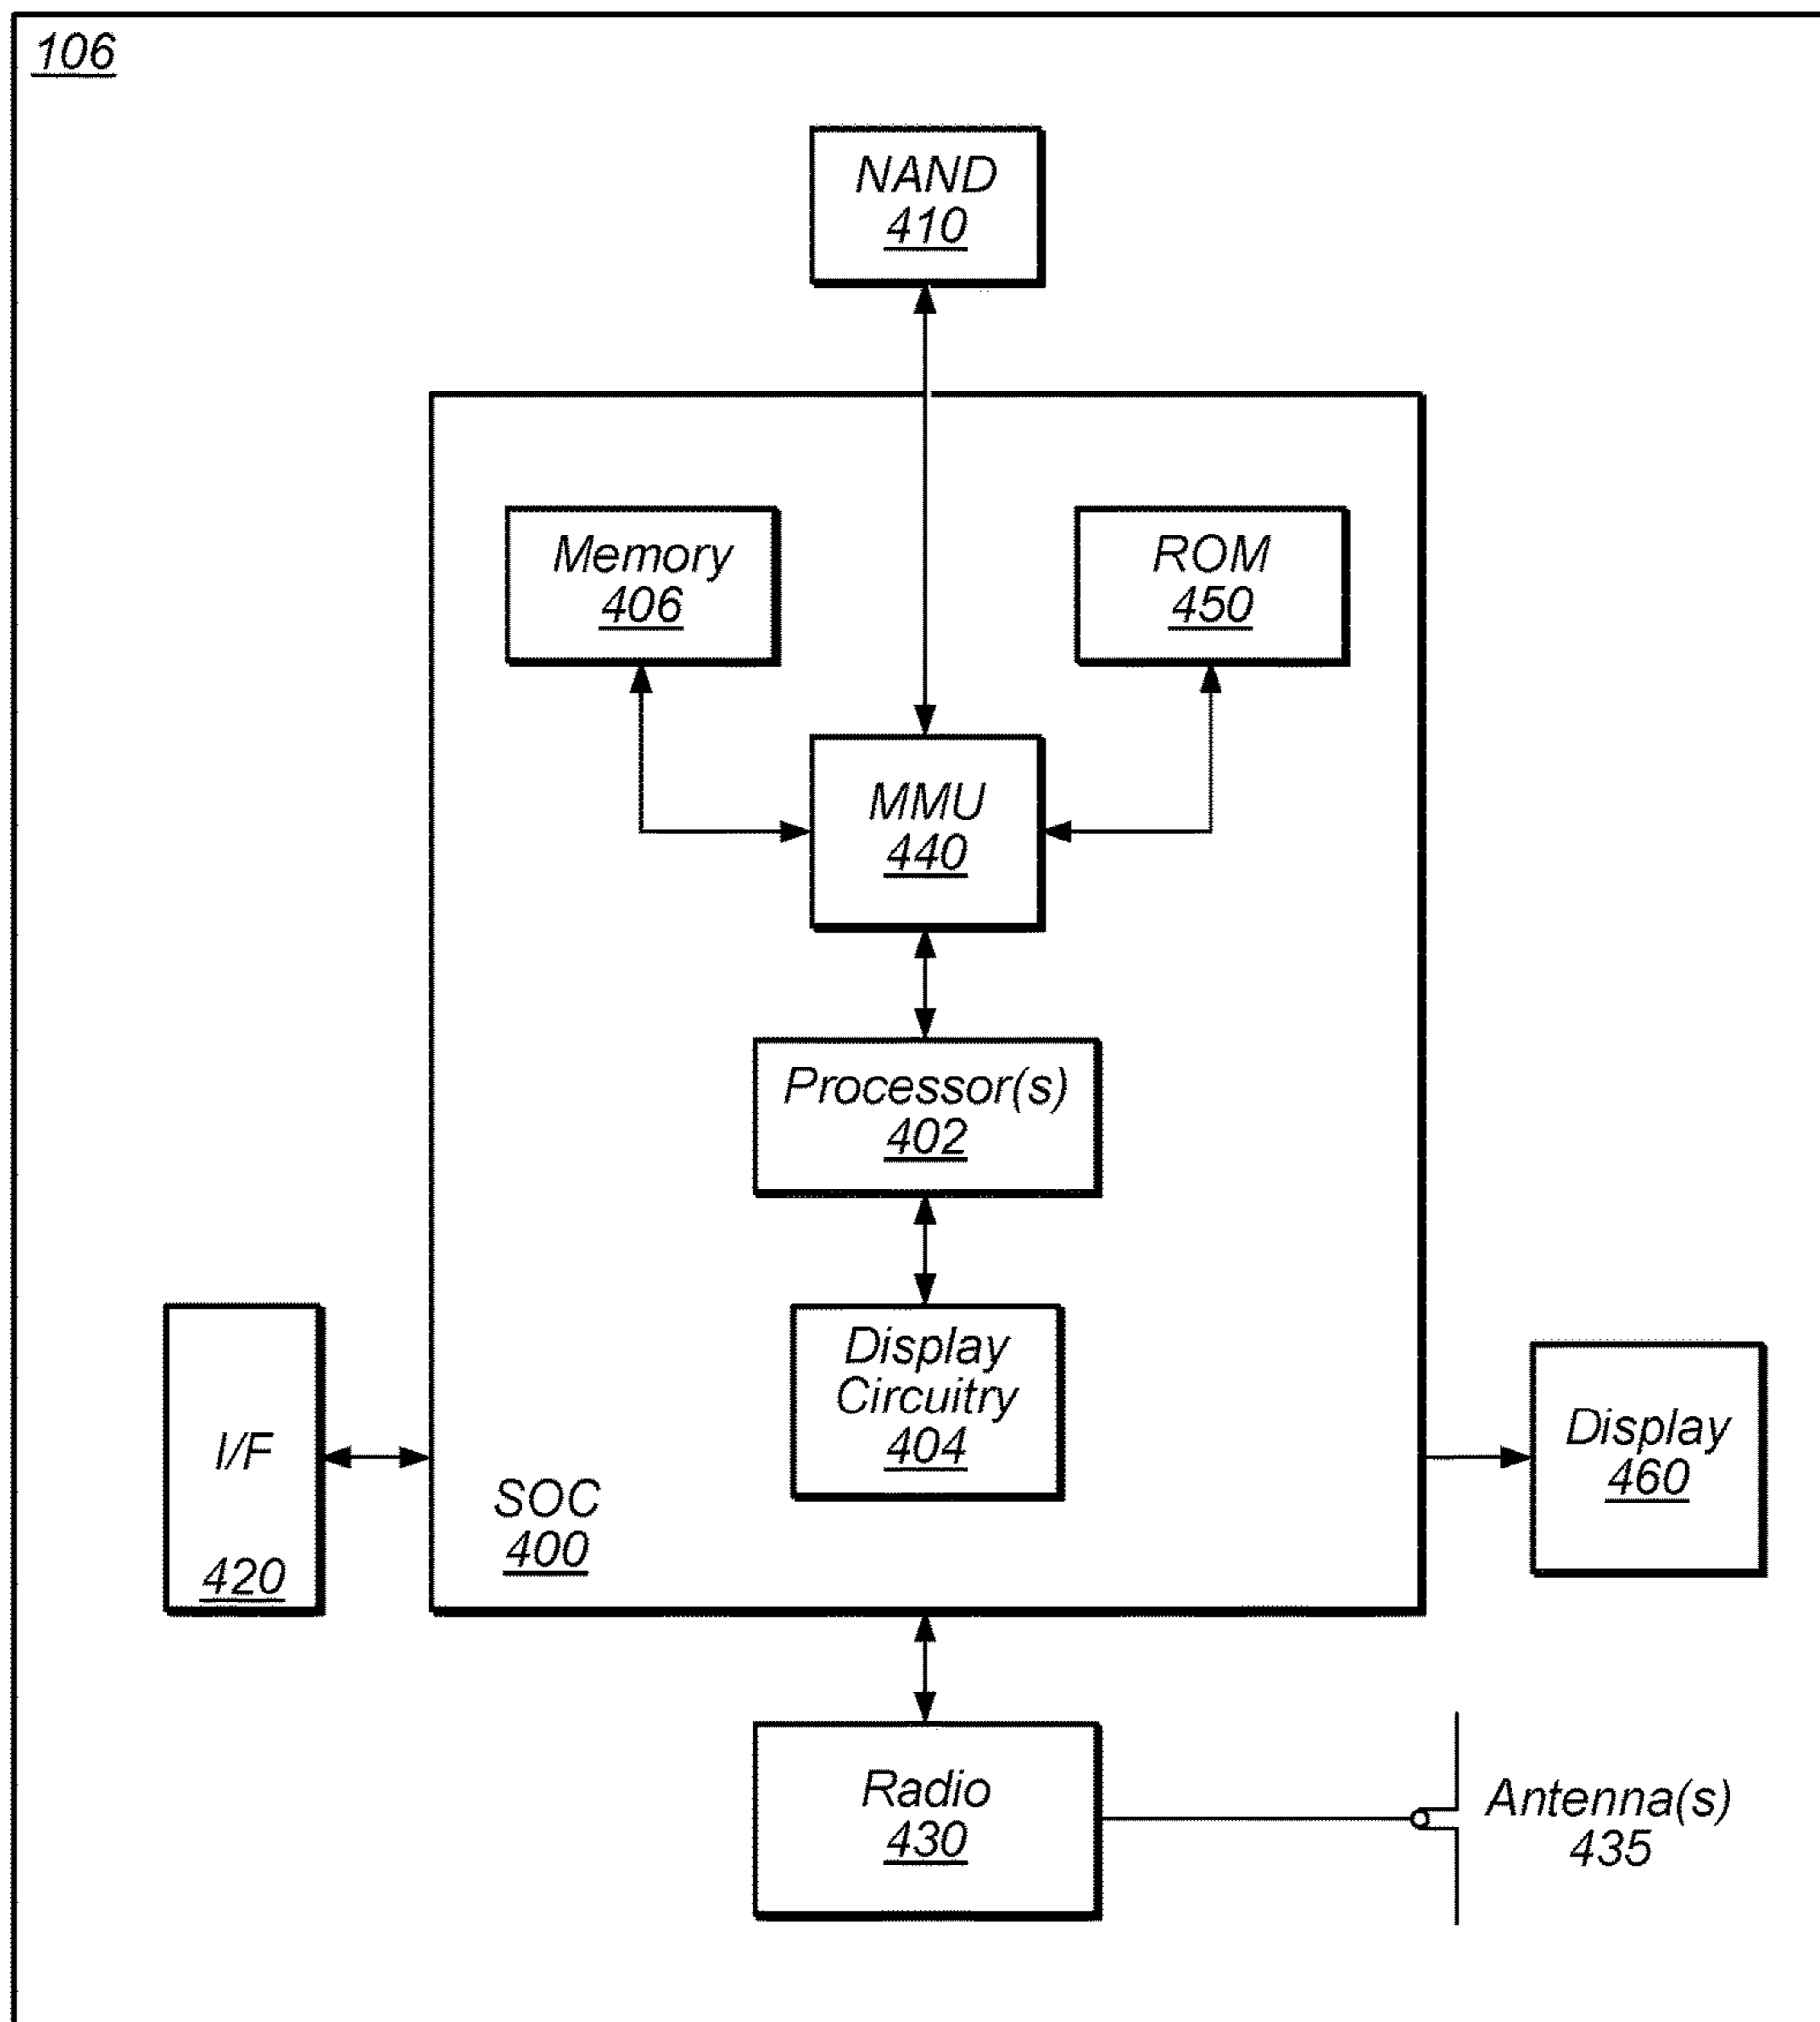 106
NAND
410
Memory
406
ROM
450
MMU
440
Processor(s)
402
Display
Circuitry
404
I/F
420
SOC
400
Display
460
Radio
430
Antenna(s)
435